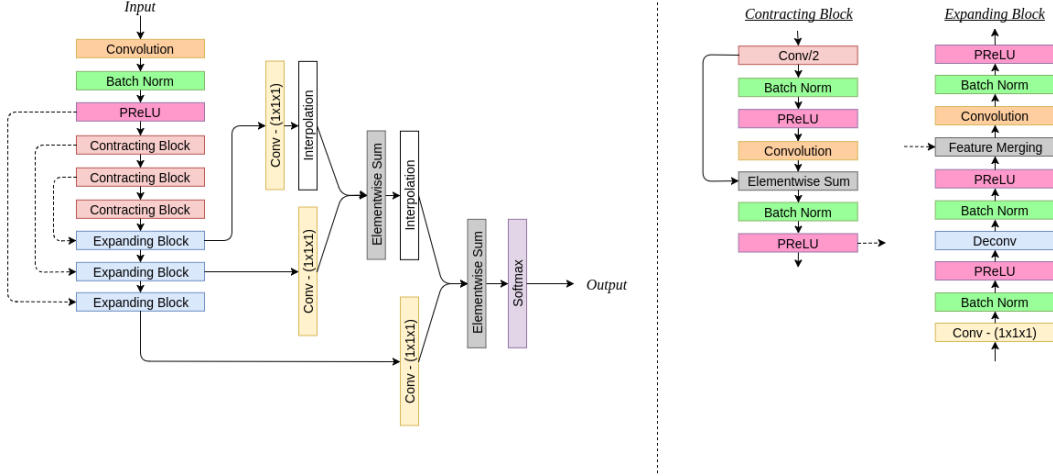 Input
Convolution
Batch Norm
PReLU
Contracting Block
Contracting Block
Contracting Block
Expanding Block
Expanding Block
Expanding Block
Conv - (1x1x1)
Interpolation
Conv - (1x1x1)
Elementwise Sum
Interpolation
Conv - (1x1x1)
Elementwise Sum
Softmax
Output
Contracting Block
Conv/2
Batch Norm
PReLU
Convolution
Elementwise Sum
Batch Norm
PReLU
Expanding Block
PReLU
Batch Norm
Convolution
Feature Merging
PReLU
Batch Norm
Deconv
PReLU
Batch Norm
Conv - (1x1x1)